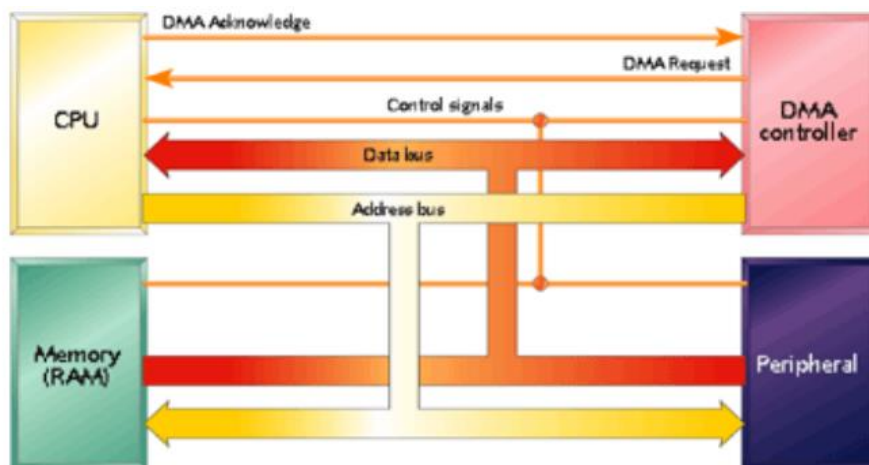 DMA Acknowledge
DMA Request
Control signals
CPU
DMA
controller
Data bus
Address bus
Memory
(RAM)
Peripheral